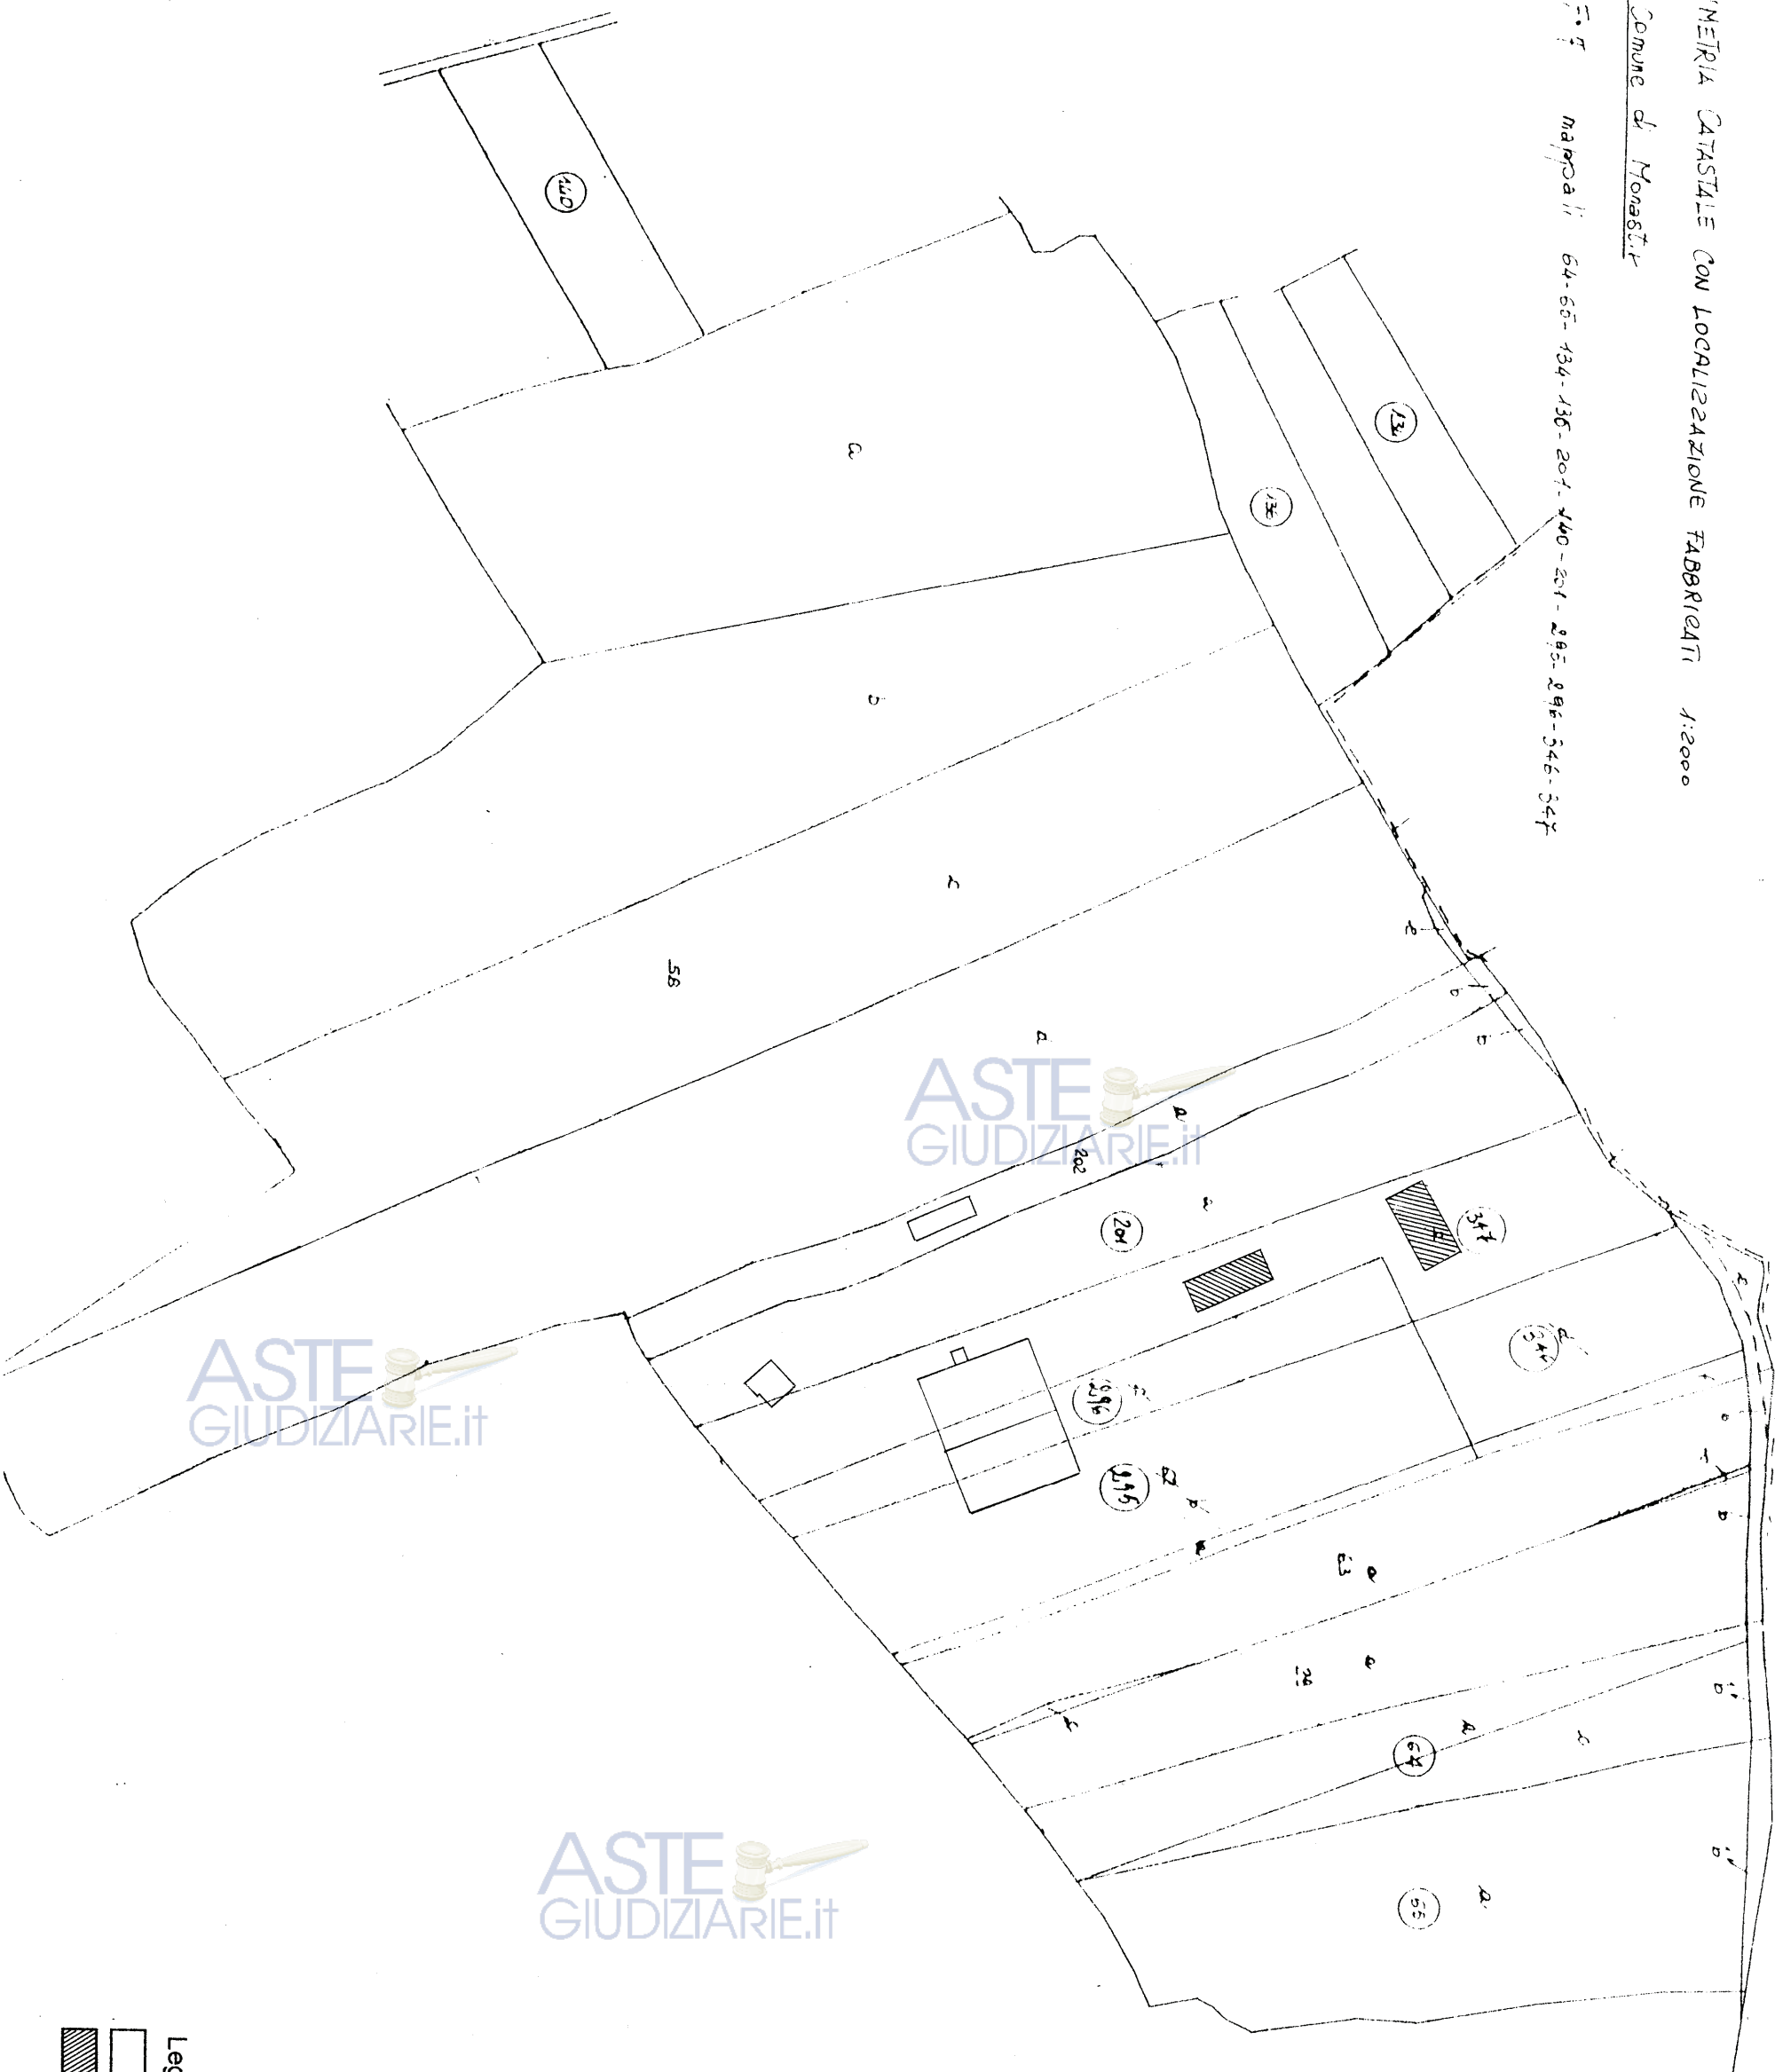 METRIA CATASTALE CON LOCALIZZAZIONE FABBRICATI 1:2000
Comune di Monastir
F. 7 mappali 64-65-134-136-201-140-201-295-296-346-347
140
134
136
a
b
c
58
a
e
b
b
a
202
a
201
347
346
d
296
295
b
63
a
a
c
a
c
64
b
b
a
65
ASTE
GIUDIZIARIE.it
ASTE
GIUDIZIARIE.it
ASTE
GIUDIZIARIE.it
Leg